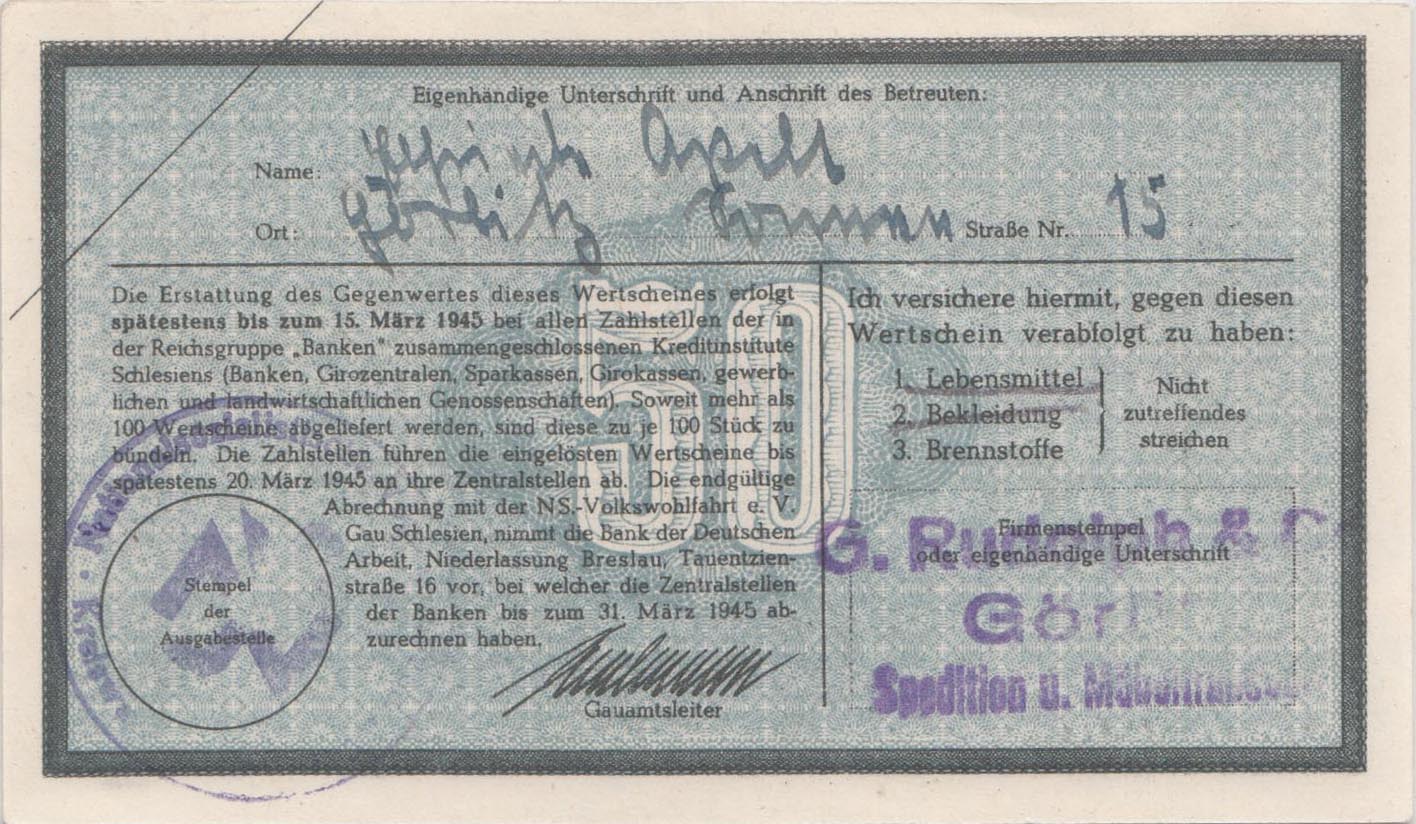 Eigenhändige Unterschrift und Anschrift des Betreuten:
Name: Apelt
Ort: Görlitz Straße Nr. 15
Die Erstattung des Gegenwertes dieses Wertscheines erfolgt
spätestens bis zum 15. März 1945 bei allen Zahlstellen der in
der Reichsgruppe „Banken" zusammengeschlossenen Kreditinstitute
Schlesiens (Banken, Girozentralen, Sparkassen, Girokassen, gewerb-
lichen und landwirtschaftlichen Genossenschaften). Soweit mehr als
100 Wertscheine abgeliefert werden, sind diese zu je 100 Stück zu
bündeln. Die Zahlstellen führen die eingelösten Wertscheine bis
spätestens 20. März 1945 an ihre Zentralstellen ab. Die endgültige
Abrechnung mit der NS.-Volkswohlfahrt e. V.
Gau Schlesien, nimmt die Bank der Deutschen
Arbeit, Niederlassung Breslau, Tauentzien-
straße 16 vor, bei welcher die Zentralstellen
der Banken bis zum 31. März 1945 ab-
zurechnen haben.
Gauamtsleiter
Stempel
der
Ausgabestelle
50
Ich versichere hiermit, gegen diesen
Wertschein verabfolgt zu haben:
1. Lebensmittel
2. Bekleidung
3. Brennstoffe
Nicht
zutreffendes
streichen
Firmenstempel
oder eigenhändige Unterschrift
G. &
Spedition u.